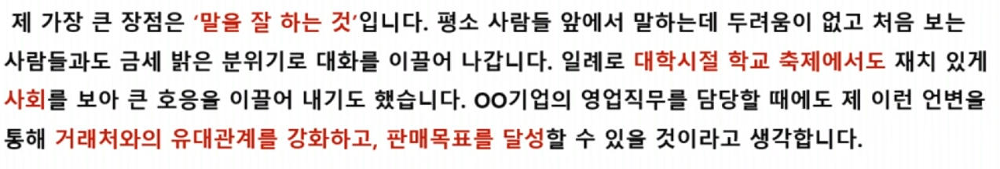 제 가장 큰 장점은 ‘말을 잘 하는 것’입니다. 평소 사람들 앞에서 말하는데 두려움이 없고 처음 보는
사람들과도 금세 밝은 분위기로 대화를 이끌어 나갑니다. 일례로 대학시절 학교 축제에서도 재치 있게
사회를 보아 큰 호응을 이끌어 내기도 했습니다. OO기업의 영업직무를 담당할 때에도 제 이런 언변을
통해 거래처와의 유대관계를 강화하고, 판매목표를 달성할 수 있을 것이라고 생각합니다.